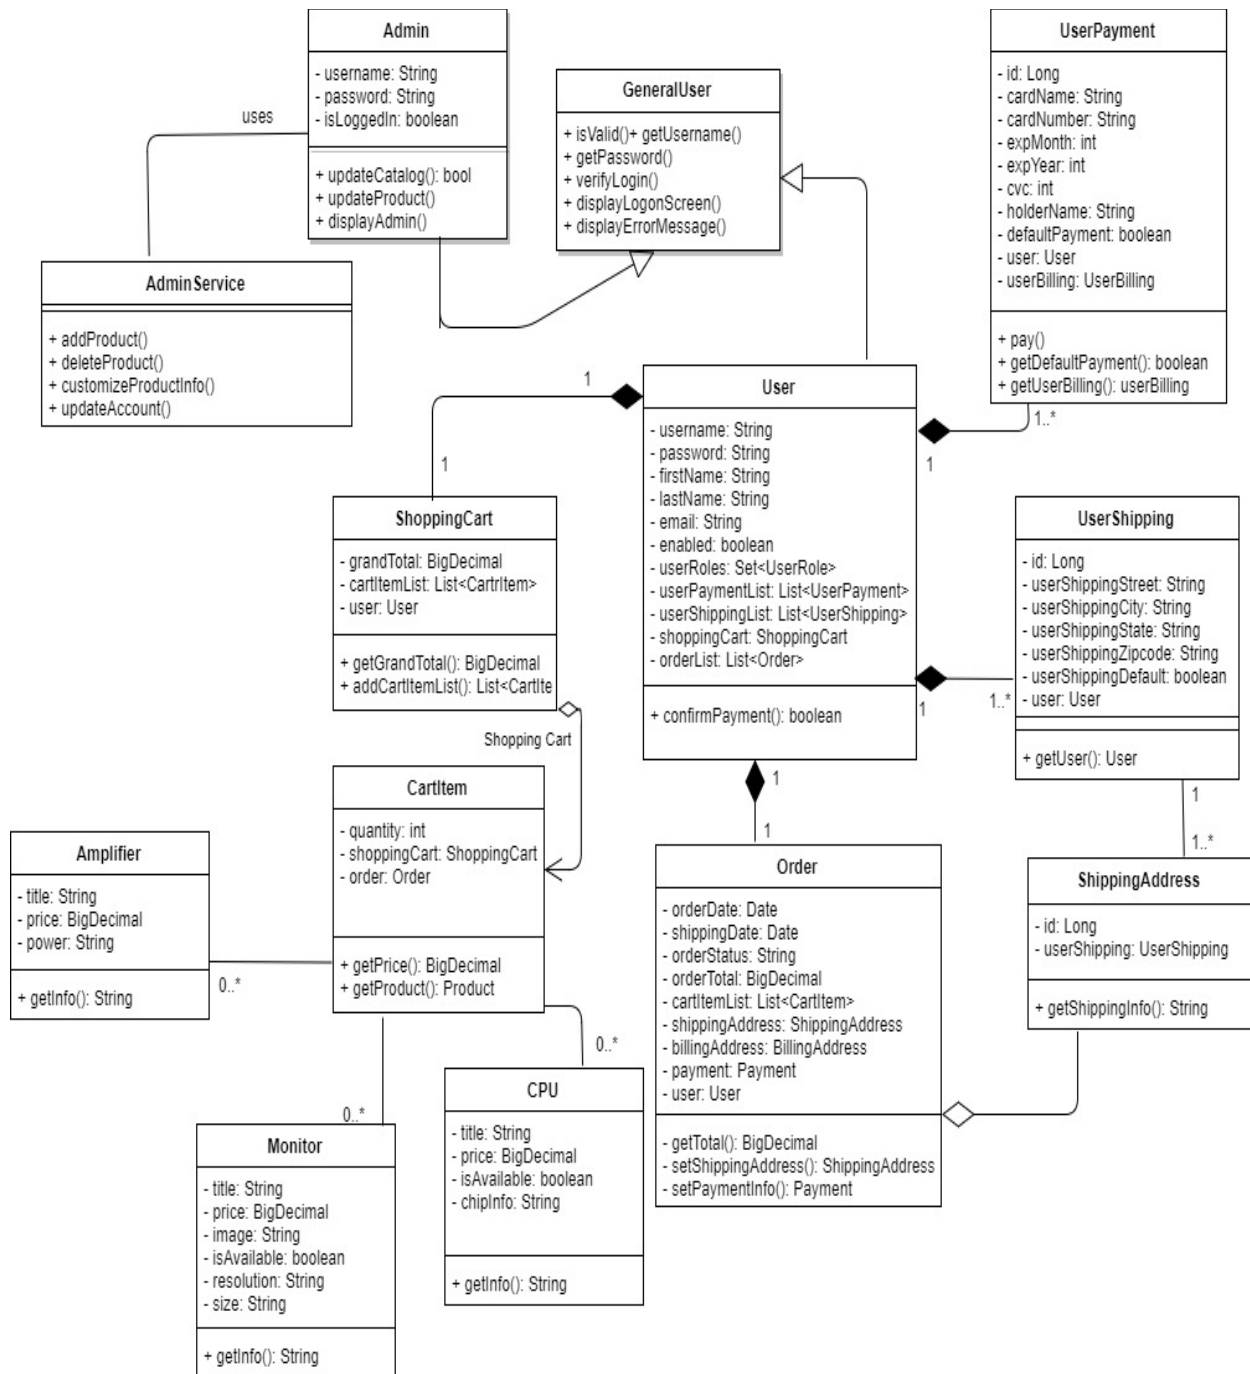 Admin
- username: String
- password: String
- isLoggedIn: boolean
+ updateCatalog(): bool
+ updateProduct()
+ displayAdmin()
uses
GeneralUser
+ isValid()+ getUsername()
+ getPassword()
+ verifyLogin()
+ displayLogonScreen()
+ displayErrorMessage()
UserPayment
- id: Long
- cardName: String
- cardNumber: String
- expMonth: int
- expYear: int
- cvc: int
- holderName: String
- defaultPayment: boolean
- user: User
- userBilling: UserBilling
+ pay()
+ getDefaultPayment(): boolean
+ getUserBilling(): userBilling
AdminService
+ addProduct()
+ deleteProduct()
+ customizeProductInfo()
+ updateAccount()
1
1
User
- username: String
- password: String
- firstName: String
- lastName: String
- email: String
- enabled: boolean
- userRoles: Set<UserRole>
- userPaymentList: List<UserPayment>
- userShippingList: List<UserShipping>
- shoppingCart: ShoppingCart
- orderList: List<Order>
+ confirmPayment(): boolean
1..*
1
ShoppingCart
- grandTotal: BigDecimal
- cartItemList: List<CartrItem>
- user: User
+ getGrandTotal(): BigDecimal
+ addCartItemList(): List<CartIte
Shopping Cart
UserShipping
- id: Long
- userShippingStreet: String
- userShippingCity: String
- userShippingState: String
- userShippingZipcode: String
- userShippingDefault: boolean
- user: User
+ getUser(): User
1
1..*
1
1
1
1..*
CartItem
- quantity: int
- shoppingCart: ShoppingCart
- order: Order
+ getPrice(): BigDecimal
+ getProduct(): Product
Amplifier
- title: String
- price: BigDecimal
- power: String
+ getInfo(): String
0..*
0..*
0..*
Order
- orderDate: Date
- shippingDate: Date
- orderStatus: String
- orderTotal: BigDecimal
- cartItemList: List<CartItem>
- shippingAddress: ShippingAddress
- billingAddress: BillingAddress
- payment: Payment
- user: User
- getTotal(): BigDecimal
- setShippingAddress(): ShippingAddress
- setPaymentInfo(): Payment
ShippingAddress
- id: Long
- userShipping: UserShipping
+ getShippingInfo(): String
CPU
- title: String
- price: BigDecimal
- isAvailable: boolean
- chipInfo: String
+ getInfo(): String
Monitor
- title: String
- price: BigDecimal
- image: String
- isAvailable: boolean
- resolution: String
- size: String
+ getInfo(): String